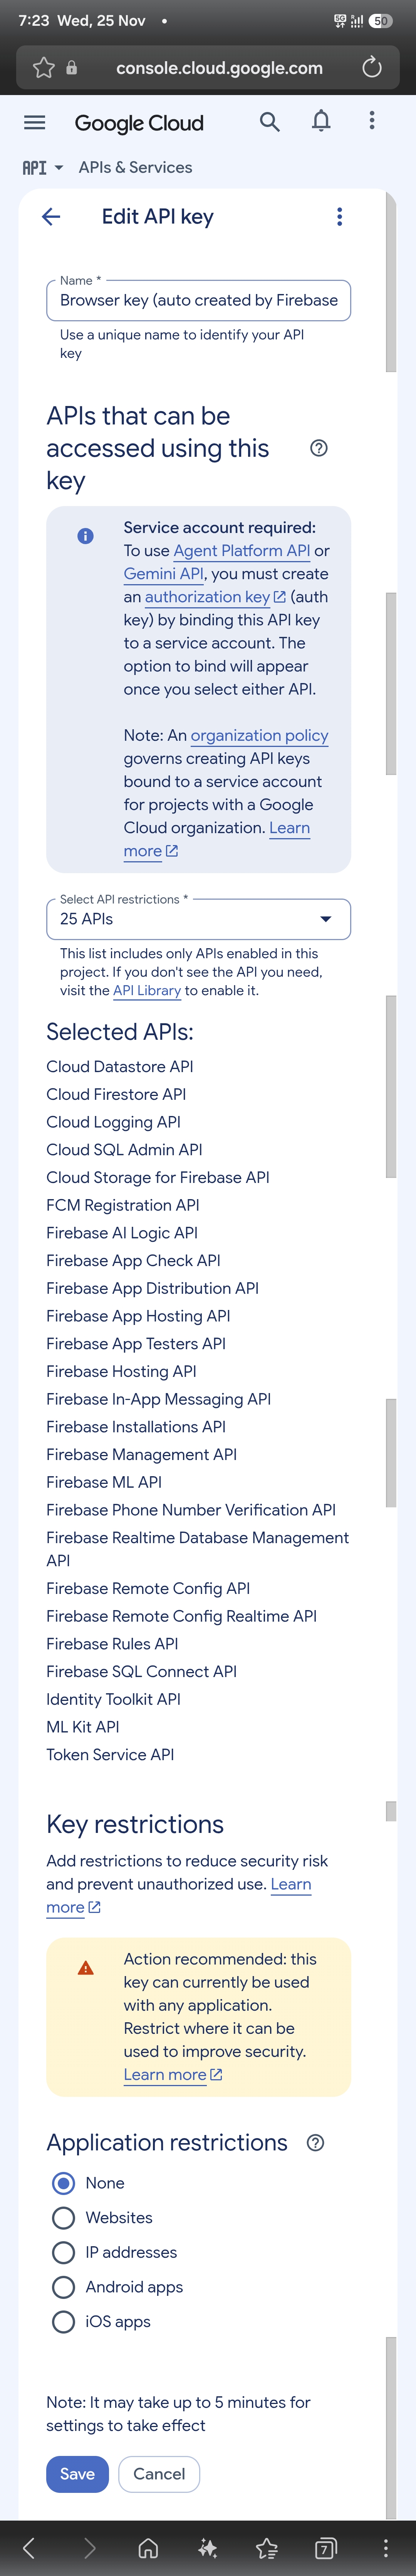 7:23 Wed, 25 Nov •
5G 50
console.cloud.google.com
Google Cloud
API APIs & Services
Edit API key
Name *
Browser key (auto created by Firebase
Use a unique name to identify your API
key
APIs that can be
accessed using this
key
Service account required:
To use Agent Platform API or
Gemini API, you must create
an authorization key (auth
key) by binding this API key
to a service account. The
option to bind will appear
once you select either API.
Note: An organization policy
governs creating API keys
bound to a service account
for projects with a Google
Cloud organization. Learn
more
Select API restrictions *
25 APIs
This list includes only APIs enabled in this
project. If you don't see the API you need,
visit the API Library to enable it.
Selected APIs:
Cloud Datastore API
Cloud Firestore API
Cloud Logging API
Cloud SQL Admin API
Cloud Storage for Firebase API
FCM Registration API
Firebase AI Logic API
Firebase App Check API
Firebase App Distribution API
Firebase App Hosting API
Firebase App Testers API
Firebase Hosting API
Firebase In-App Messaging API
Firebase Installations API
Firebase Management API
Firebase ML API
Firebase Phone Number Verification API
Firebase Realtime Database Management
API
Firebase Remote Config API
Firebase Remote Config Realtime API
Firebase Rules API
Firebase SQL Connect API
Identity Toolkit API
ML Kit API
Token Service API
Key restrictions
Add restrictions to reduce security risk
and prevent unauthorized use. Learn
more
Action recommended: this
key can currently be used
with any application.
Restrict where it can be
used to improve security.
Learn more
Application restrictions
None
Websites
IP addresses
Android apps
iOS apps
Note: It may take up to 5 minutes for
settings to take effect
Save Cancel
7